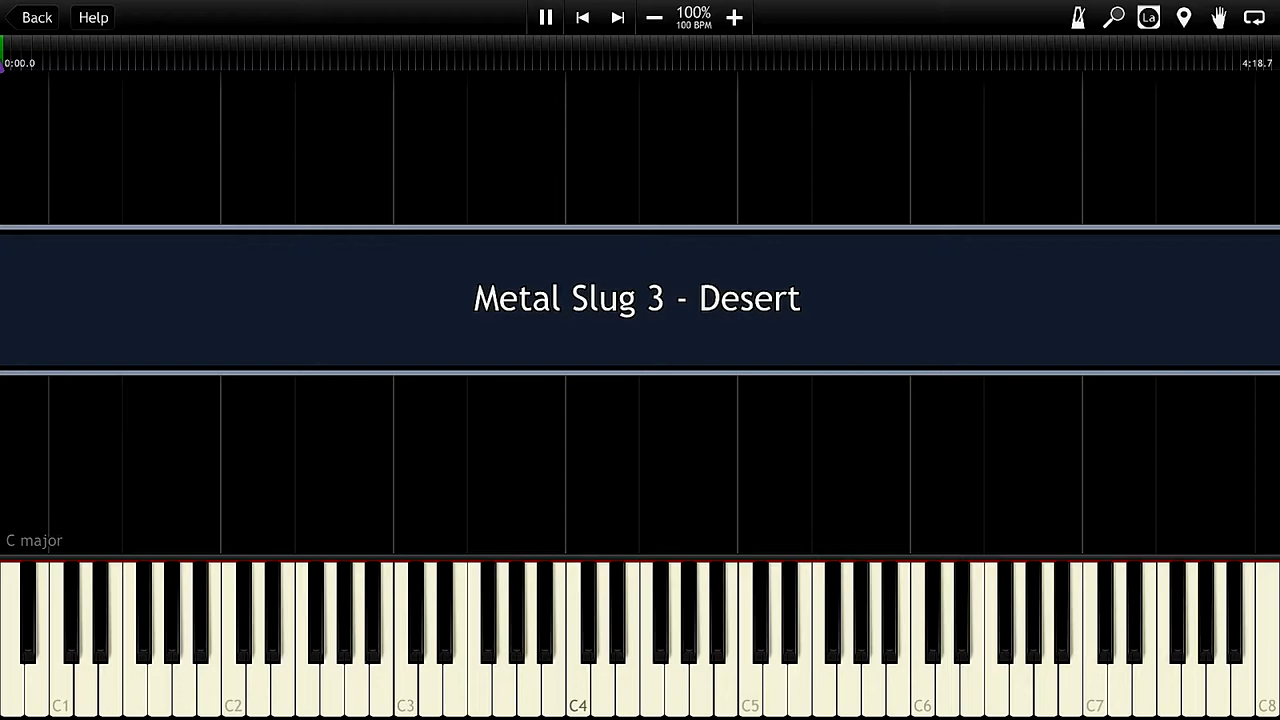 Back Help 100% La
100 BPM
0:00.0 4:18.7
Metal Slug 3 - Desert
C major
C1 C2 C3 C4 C5 C6 C7 C8